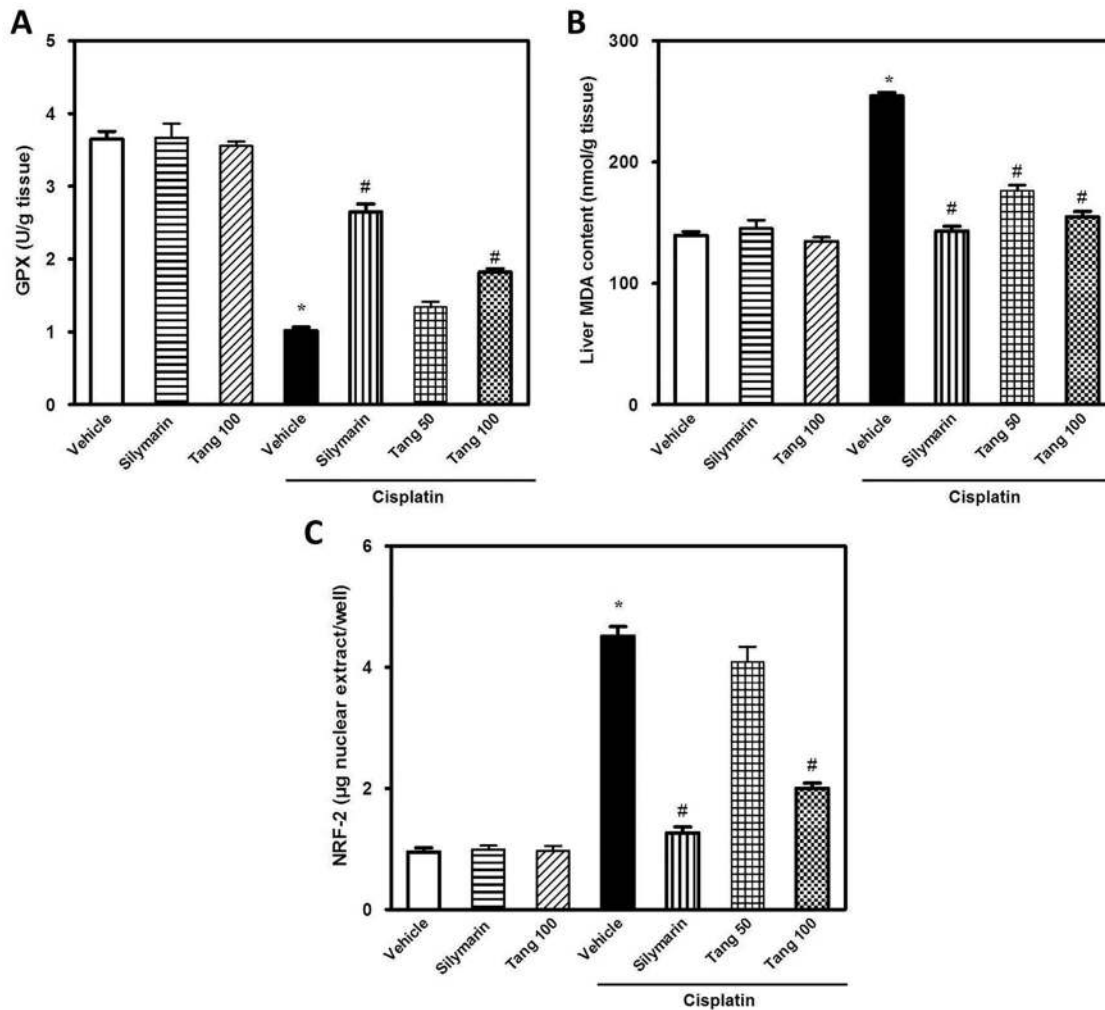 A
GPX (U/g tissue)
5
4
3
2
1
0
*
#
#
Vehicle
Silymarin
Tang 100
Vehicle
Silymarin
Tang 50
Tang 100
Cisplatin
B
Liver MDA content (nmol/g tissue)
300
200
100
0
*
#
#
#
Vehicle
Silymarin
Tang 100
Vehicle
Silymarin
Tang 50
Tang 100
Cisplatin
C
NRF-2 (µg nuclear extract/well)
6
4
2
0
*
#
#
Vehicle
Silymarin
Tang 100
Vehicle
Silymarin
Tang 50
Tang 100
Cisplatin